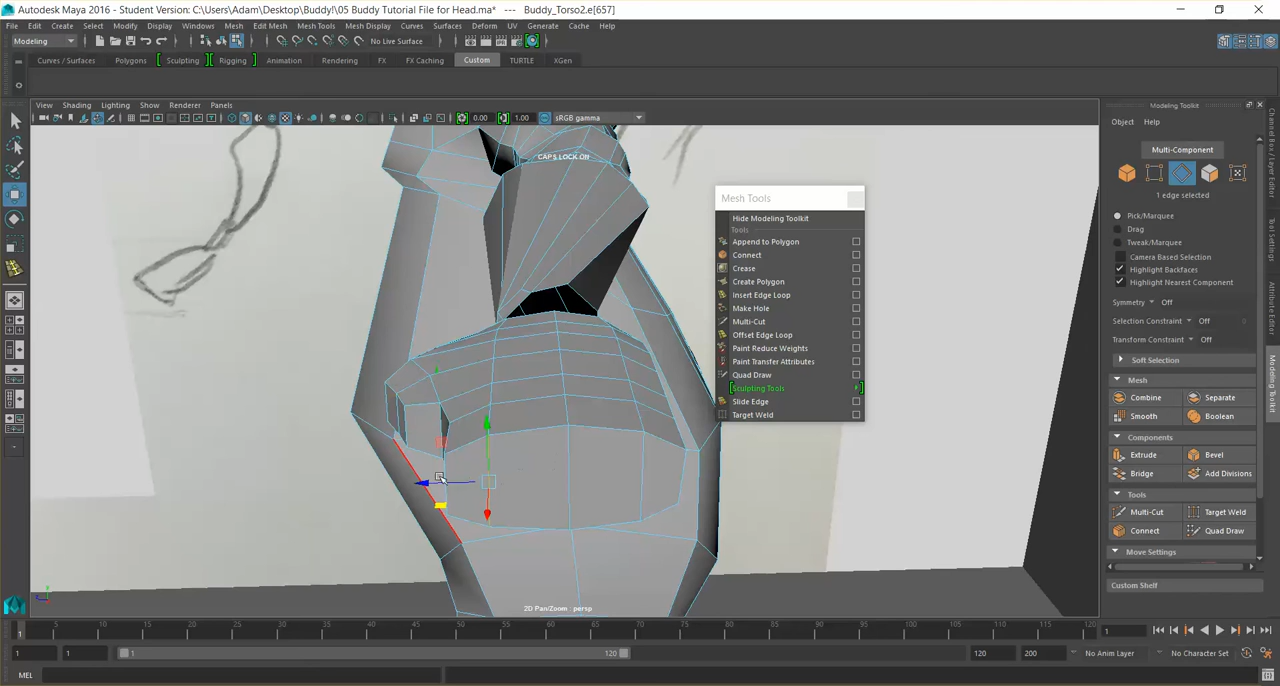 Autodesk Maya 2016 - Student Version: C:\Users\Adam\Desktop\Buddy!\05 Buddy Tutorial File for Head.ma* --- Buddy_Torso2.e[657]
File Edit Create Select Modify Display Windows Mesh Edit Mesh Mesh Tools Mesh Display Curves Surfaces Deform UV Generate Cache Help
Modeling No Live Surface
Curves / Surfaces Polygons Sculpting Rigging Animation Rendering FX FX Caching Custom TURTLE XGen
View Shading Lighting Show Renderer Panels
0.00 1.00 sRGB gamma
CAPS LOCK ON
Mesh Tools
Hide Modeling Toolkit
Tools
Append to Polygon
Connect
Crease
Create Polygon
Insert Edge Loop
Make Hole
Multi-Cut
Offset Edge Loop
Paint Reduce Weights
Paint Transfer Attributes
Quad Draw
Sculpting Tools
Slide Edge
Target Weld
2D Pan/Zoom : persp
Modeling Toolkit
Object Help
Multi-Component
1 edge selected
Pick/Marquee
Drag
Tweak/Marquee
Camera Based Selection
Highlight Backfaces
Highlight Nearest Component
Symmetry Off
Selection Constraint Off
Transform Constraint Off
Soft Selection
Mesh
Combine Separate
Smooth Boolean
Components
Extrude Bevel
Bridge Add Divisions
Tools
Multi-Cut Target Weld
Connect Quad Draw
Move Settings
Custom Shelf
Channel Box / Layer Editor
Tool Settings
Attribute Editor
Modeling Toolkit
1 5 10 15 20 25 30 35 40 45 50 55 60 65 70 75 80 85 90 95 100 105 110 115 120 1
1 1 1 120 120 200 No Anim Layer No Character Set
MEL